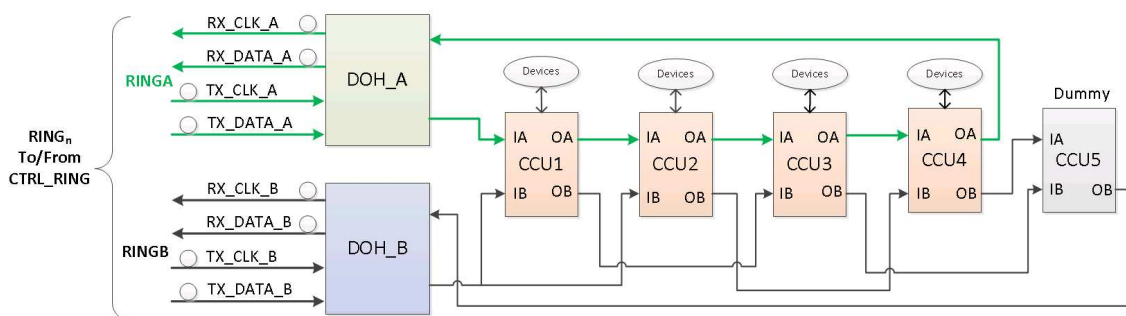 RINGₙ
To/From
CTRL_RING
RINGA
RX_CLK_A
RX_DATA_A
TX_CLK_A
TX_DATA_A
DOH_A
RINGB
RX_CLK_B
RX_DATA_B
TX_CLK_B
TX_DATA_B
DOH_B
Devices
IA OA
CCU1
IB OB
Devices
IA OA
CCU2
IB OB
Devices
IA OA
CCU3
IB OB
Devices
IA OA
CCU4
IB OB
Dummy
IA
CCU5
IB OB